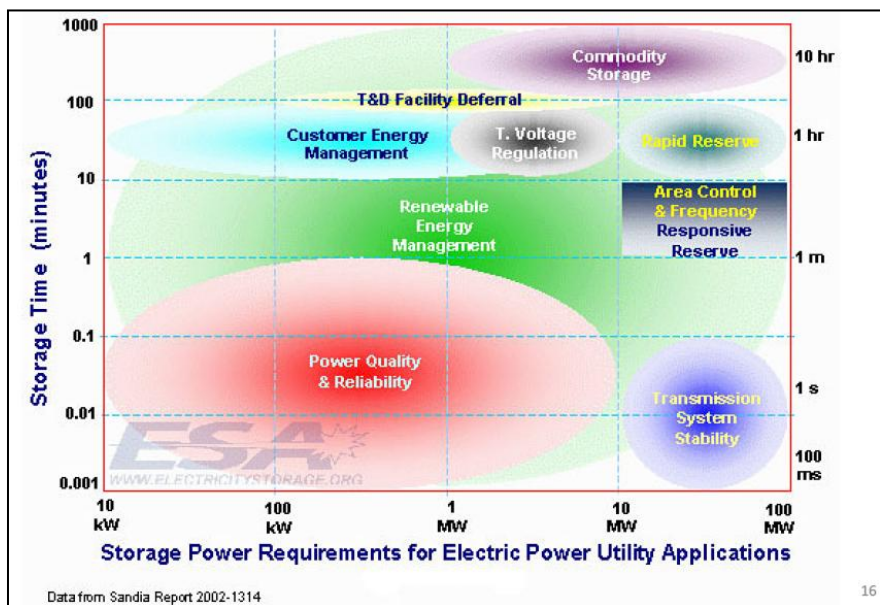 1000
100
10
1
0.1
0.01
0.001
Storage Time (minutes)
Commodity
Storage
T&D Facility Deferral
Customer Energy
Management
T. Voltage
Regulation
Rapid Reserve
Area Control
& Frequency
Responsive
Reserve
Renewable
Energy
Management
Power Quality
& Reliability
Transmission
System
Stability
ESA
WWW.ELECTRICITYSTORAGE.ORG
10 hr
1 hr
1 m
1 s
100
ms
10
kW
100
kW
1
MW
10
MW
100
MW
Storage Power Requirements for Electric Power Utility Applications
Data from Sandia Report 2002-1314
16